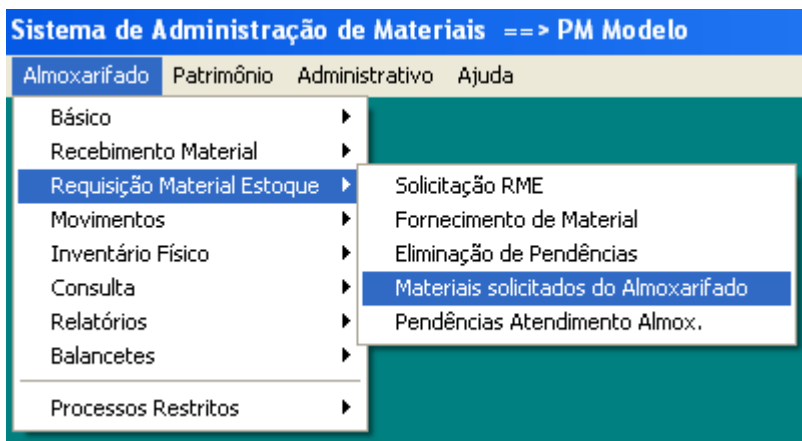 Sistema de Administração de Materiais ==> PM Modelo
Almoxarifado Patrimônio Administrativo Ajuda
Básico
Recebimento Material
Requisição Material Estoque
Movimentos
Inventário Físico
Consulta
Relatórios
Balancetes
Processos Restritos
Solicitação RME
Fornecimento de Material
Eliminação de Pendências
Materiais solicitados do Almoxarifado
Pendências Atendimento Almox.